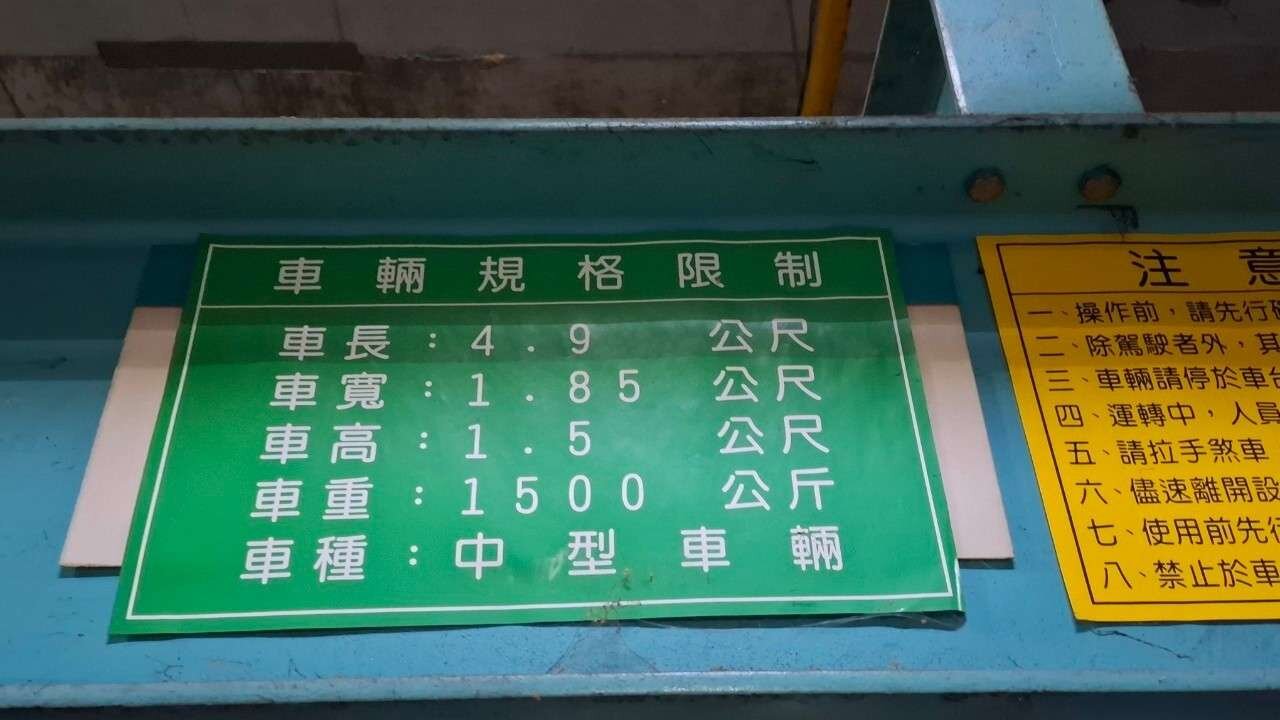 車輛規格限制
車長：4.9 公尺
車寬：1.85 公尺
車高：1.5 公尺
車重：1500 公斤
車種：中型車輛
注意
一、操作前，請先行
二、除駕駛者外，其
三、車輛請停於車台
四、運轉中，人員
五、請拉手煞車
六、儘速離開設
七、使用前先行
八、禁止於車